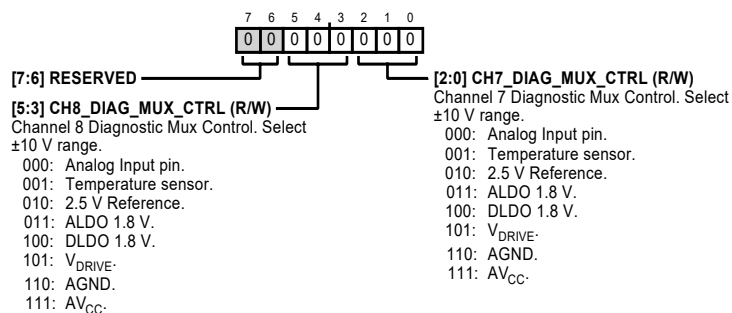 7 6 5 4 3 2 1 0
0 0 0 0 0 0 0 0
[7:6] RESERVED
[5:3] CH8_DIAG_MUX_CTRL (R/W)
Channel 8 Diagnostic Mux Control. Select
±10 V range.
000: Analog Input pin.
001: Temperature sensor.
010: 2.5 V Reference.
011: ALDO 1.8 V.
100: DLDO 1.8 V.
101: VDRIVE.
110: AGND.
111: AVCC.
[2:0] CH7_DIAG_MUX_CTRL (R/W)
Channel 7 Diagnostic Mux Control. Select
±10 V range.
000: Analog Input pin.
001: Temperature sensor.
010: 2.5 V Reference.
011: ALDO 1.8 V.
100: DLDO 1.8 V.
101: VDRIVE.
110: AGND.
111: AVCC.